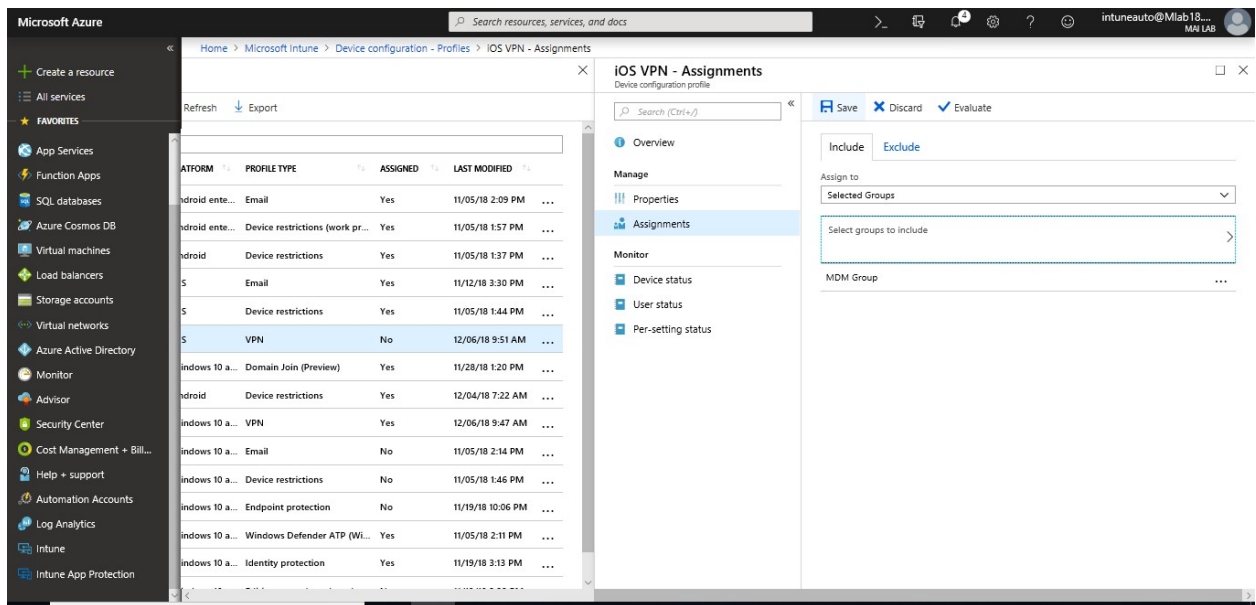 Microsoft Azure
Search resources, services, and docs
4
intuneauto@Mlab18....
MAI LAB
Home > Microsoft Intune > Device configuration - Profiles > iOS VPN - Assignments
Create a resource
All services
FAVORITES
App Services
Function Apps
SQL databases
Azure Cosmos DB
Virtual machines
Load balancers
Storage accounts
Virtual networks
Azure Active Directory
Monitor
Advisor
Security Center
Cost Management + Bill...
Help + support
Automation Accounts
Log Analytics
Intune
Intune App Protection
Refresh Export
ATFORM PROFILE TYPE ASSIGNED LAST MODIFIED
ndroid ente... Email Yes 11/05/18 2:09 PM ...
ndroid ente... Device restrictions (work pr... Yes 11/05/18 1:57 PM ...
ndroid Device restrictions Yes 11/05/18 1:37 PM ...
S Email Yes 11/12/18 3:30 PM ...
S Device restrictions Yes 11/05/18 1:44 PM ...
S VPN No 12/06/18 9:51 AM ...
indows 10 a... Domain Join (Preview) Yes 11/28/18 1:20 PM ...
ndroid Device restrictions Yes 12/04/18 7:22 AM ...
indows 10 a... VPN Yes 12/06/18 9:47 AM ...
indows 10 a... Email No 11/05/18 2:14 PM ...
indows 10 a... Device restrictions No 11/05/18 1:46 PM ...
indows 10 a... Endpoint protection No 11/19/18 10:06 PM ...
indows 10 a... Windows Defender ATP (Wi... Yes 11/05/18 2:11 PM ...
indows 10 a... Identity protection Yes 11/19/18 3:13 PM ...
iOS VPN - Assignments
Device configuration profile
Search (Ctrl+/)
Overview
Manage
Properties
Assignments
Monitor
Device status
User status
Per-setting status
Save Discard Evaluate
Include Exclude
Assign to
Selected Groups
Select groups to include
MDM Group ...